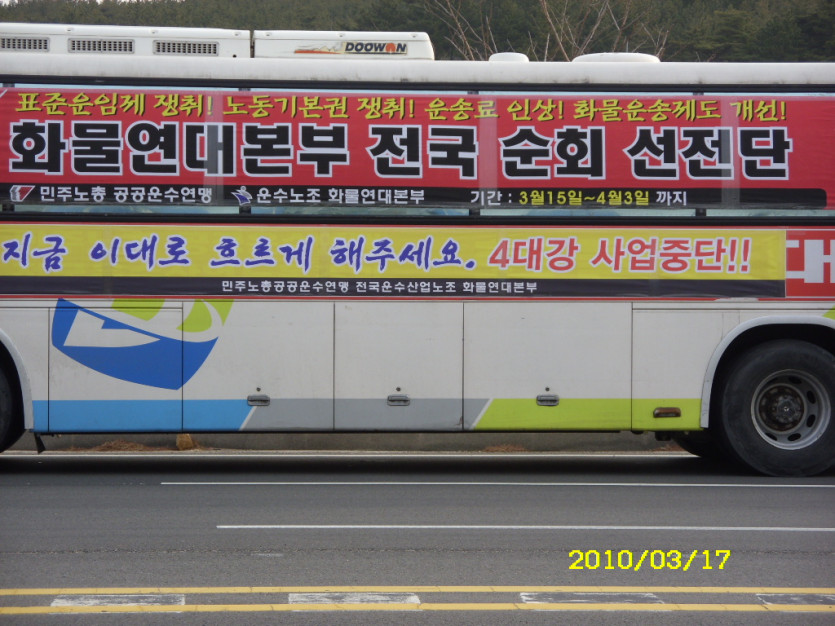 DOOWON
표준운임제 쟁취! 노동기본권 쟁취! 운송료 인상! 화물운송제도 개선!
화물연대본부 전국 순회 선전단
민주노총 공공운수연맹 운수노조 화물연대본부 기간 : 3월15일~4월3일 까지
지금 이대로 흐르게 해주세요. 4대강 사업중단!!
민주노총공공운수연맹 전국운수산업노조 화물연대본부
2010/03/17